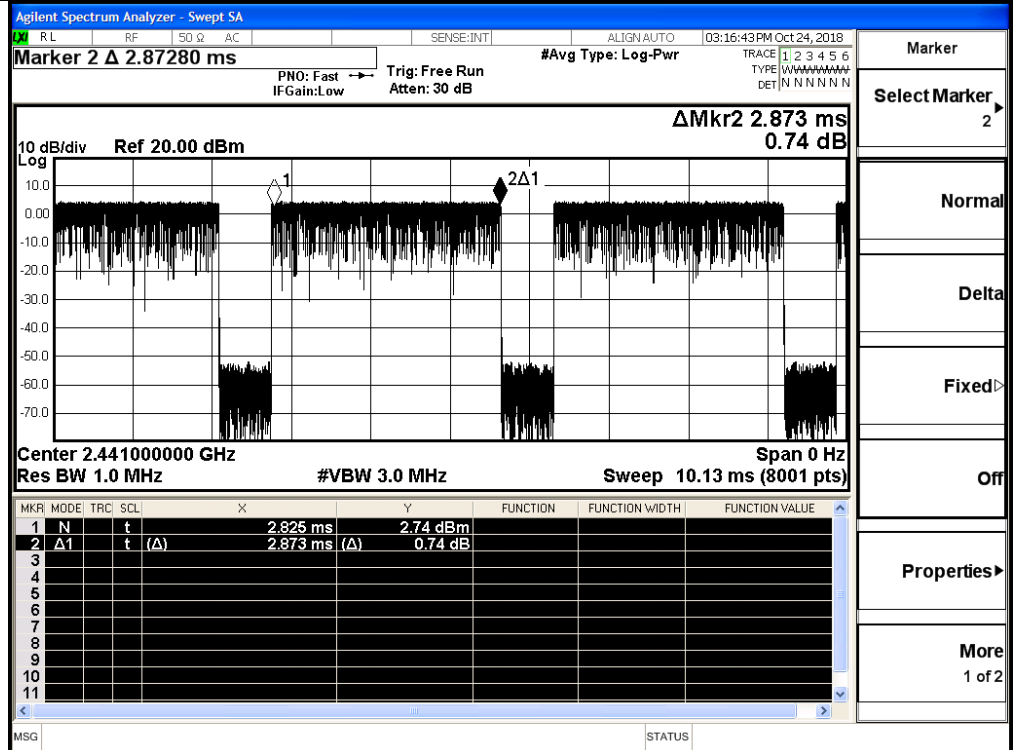 Agilent Spectrum Analyzer - Swept SA
LXI RL RF 50 Ω AC SENSE:INT ALIGN AUTO 03:16:43 PM Oct 24, 2018
Marker 2 Δ 2.87280 ms
PNO: Fast
IFGain:Low
Trig: Free Run
Atten: 30 dB
#Avg Type: Log-Pwr
TRACE 1 2 3 4 5 6
TYPE WWWWWW
DET N N N N N N
ΔMkr2 2.873 ms
0.74 dB
10 dB/div Ref 20.00 dBm
Log
10.0
0.00
-10.0
-20.0
-30.0
-40.0
-50.0
-60.0
-70.0
1
2Δ1
Center 2.441000000 GHz Span 0 Hz
Res BW 1.0 MHz #VBW 3.0 MHz Sweep 10.13 ms (8001 pts)
MKR MODE TRC SCL X Y FUNCTION FUNCTION WIDTH FUNCTION VALUE
1 N t 2.825 ms 2.74 dBm
2 Δ1 t (Δ) 2.873 ms (Δ) 0.74 dB
3
4
5
6
7
8
9
10
11
MSG STATUS
Marker
Select Marker
2
Normal
Delta
Fixed
Off
Properties
More
1 of 2